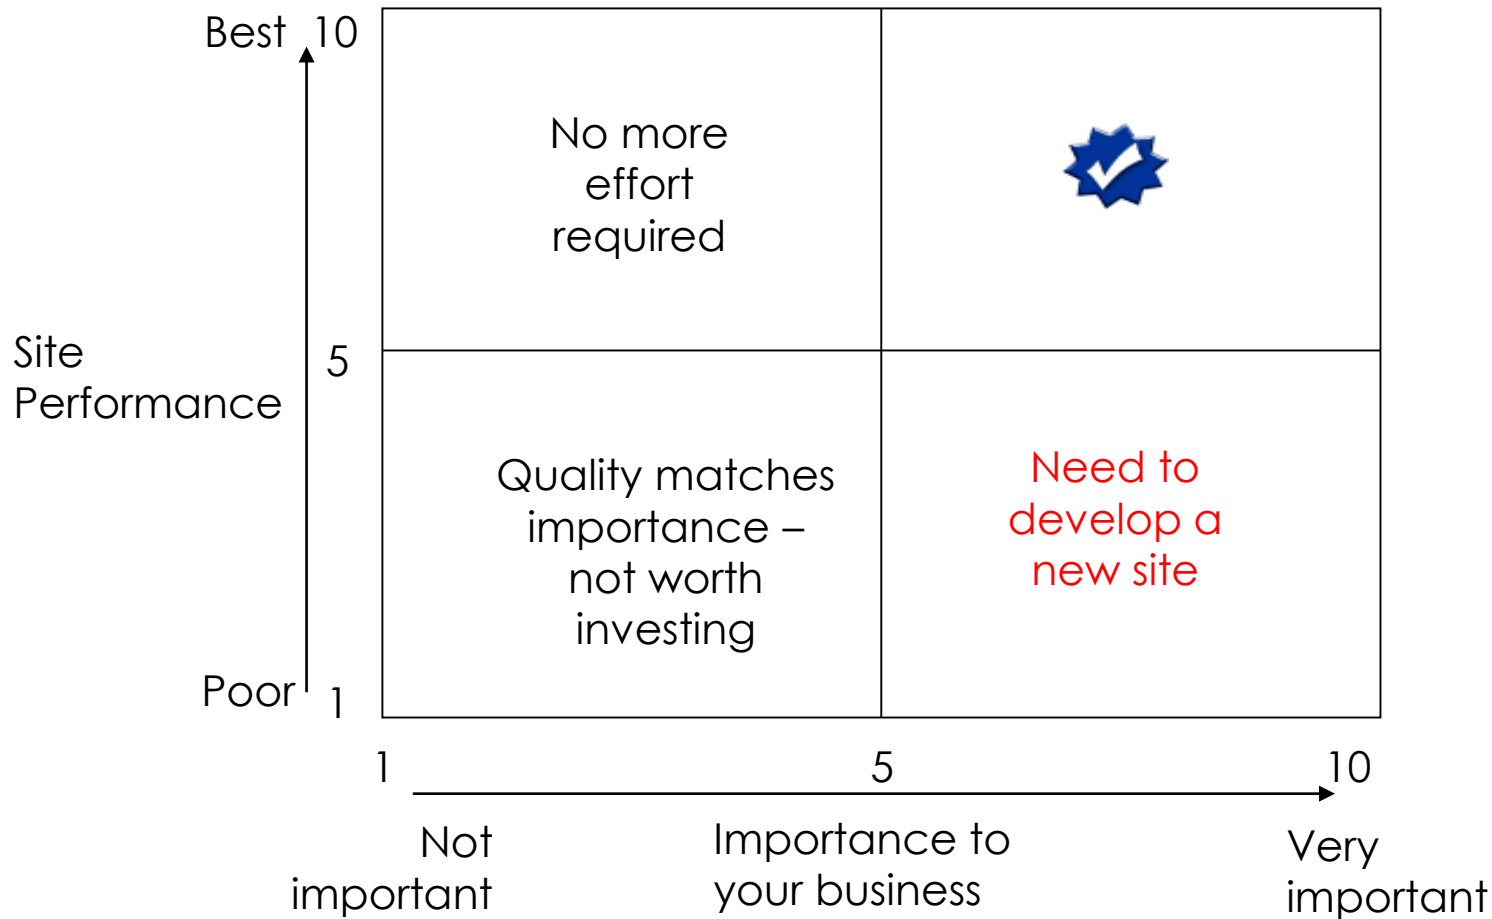 Best 10
No more
effort
required
Site
Performance
5
Quality matches
importance –
not worth
investing
Need to
develop a
new site
Poor 1
1 5 10
Not
important
Importance to
your business
Very
important